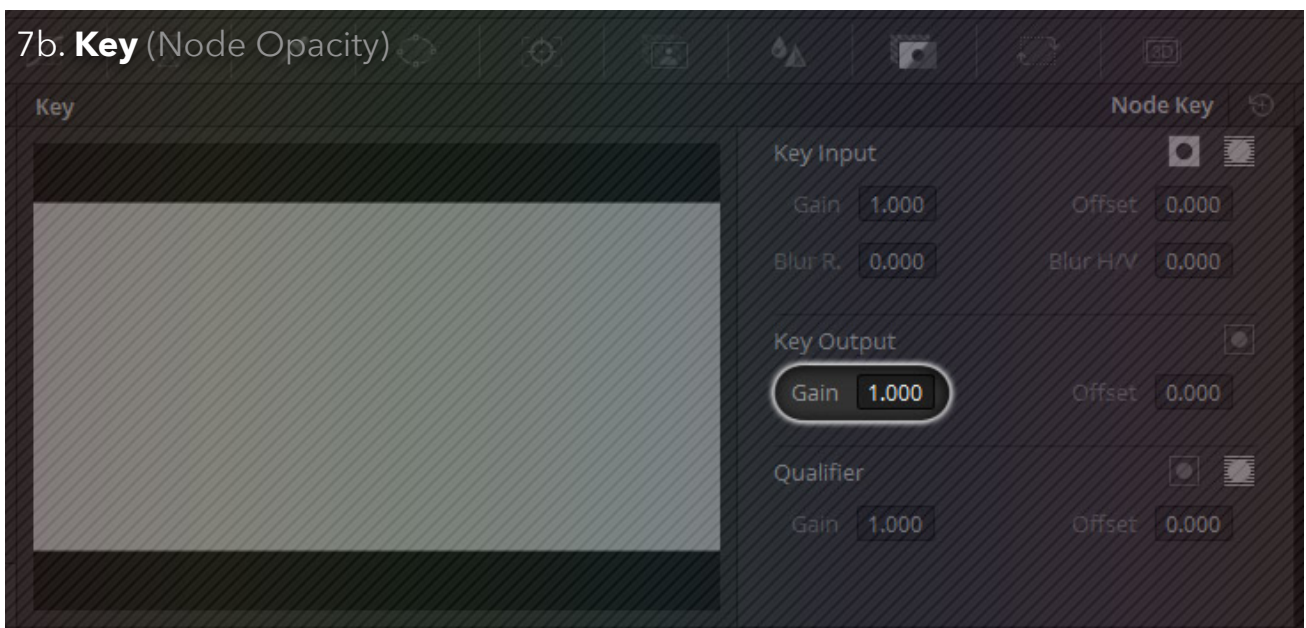 7b. Key (Node Opacity)
3D
Key
Node Key
Key Input
Gain 1.000 Offset 0.000
Blur R. 0.000 Blur H/V 0.000
Key Output
Gain 1.000 Offset 0.000
Qualifier
Gain 1.000 Offset 0.000